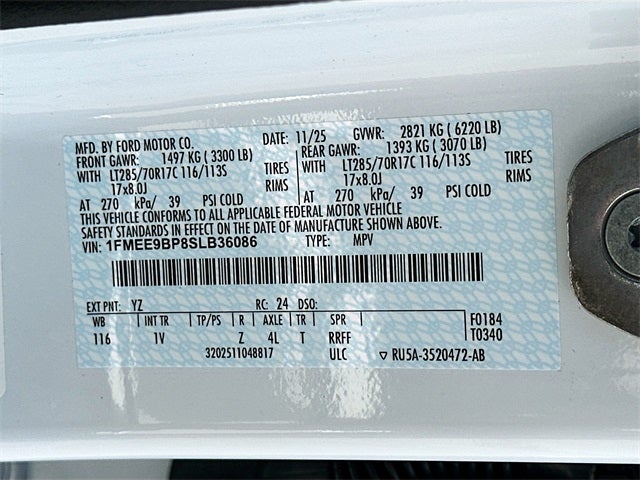 MFD. BY FORD MOTOR CO. DATE: 11/25 GVWR: 2821 KG ( 6220 LB)
FRONT GAWR: 1497 KG ( 3300 LB) REAR GAWR: 1393 KG ( 3070 LB)
WITH LT285/70R17C 116/113S TIRES WITH LT285/70R17C 116/113S TIRES
17x8.0J RIMS 17x8.0J RIMS
AT 270 kPa/ 39 PSI COLD AT 270 kPa/ 39 PSI COLD
THIS VEHICLE CONFORMS TO ALL APPLICABLE FEDERAL MOTOR VEHICLE
SAFETY STANDARDS IN EFFECT ON THE DATE OF MANUFACTURE SHOWN ABOVE.
VIN: 1FMEE9BP8SLB36086 TYPE: MPV
EXT PNT: YZ RC: 24 DSO:
WB INT TR TP/PS R AXLE TR SPR F0184
116 1V Z 4L T RRFF T0340
3202511048817 ULC ▽ RU5A-3520472-AB